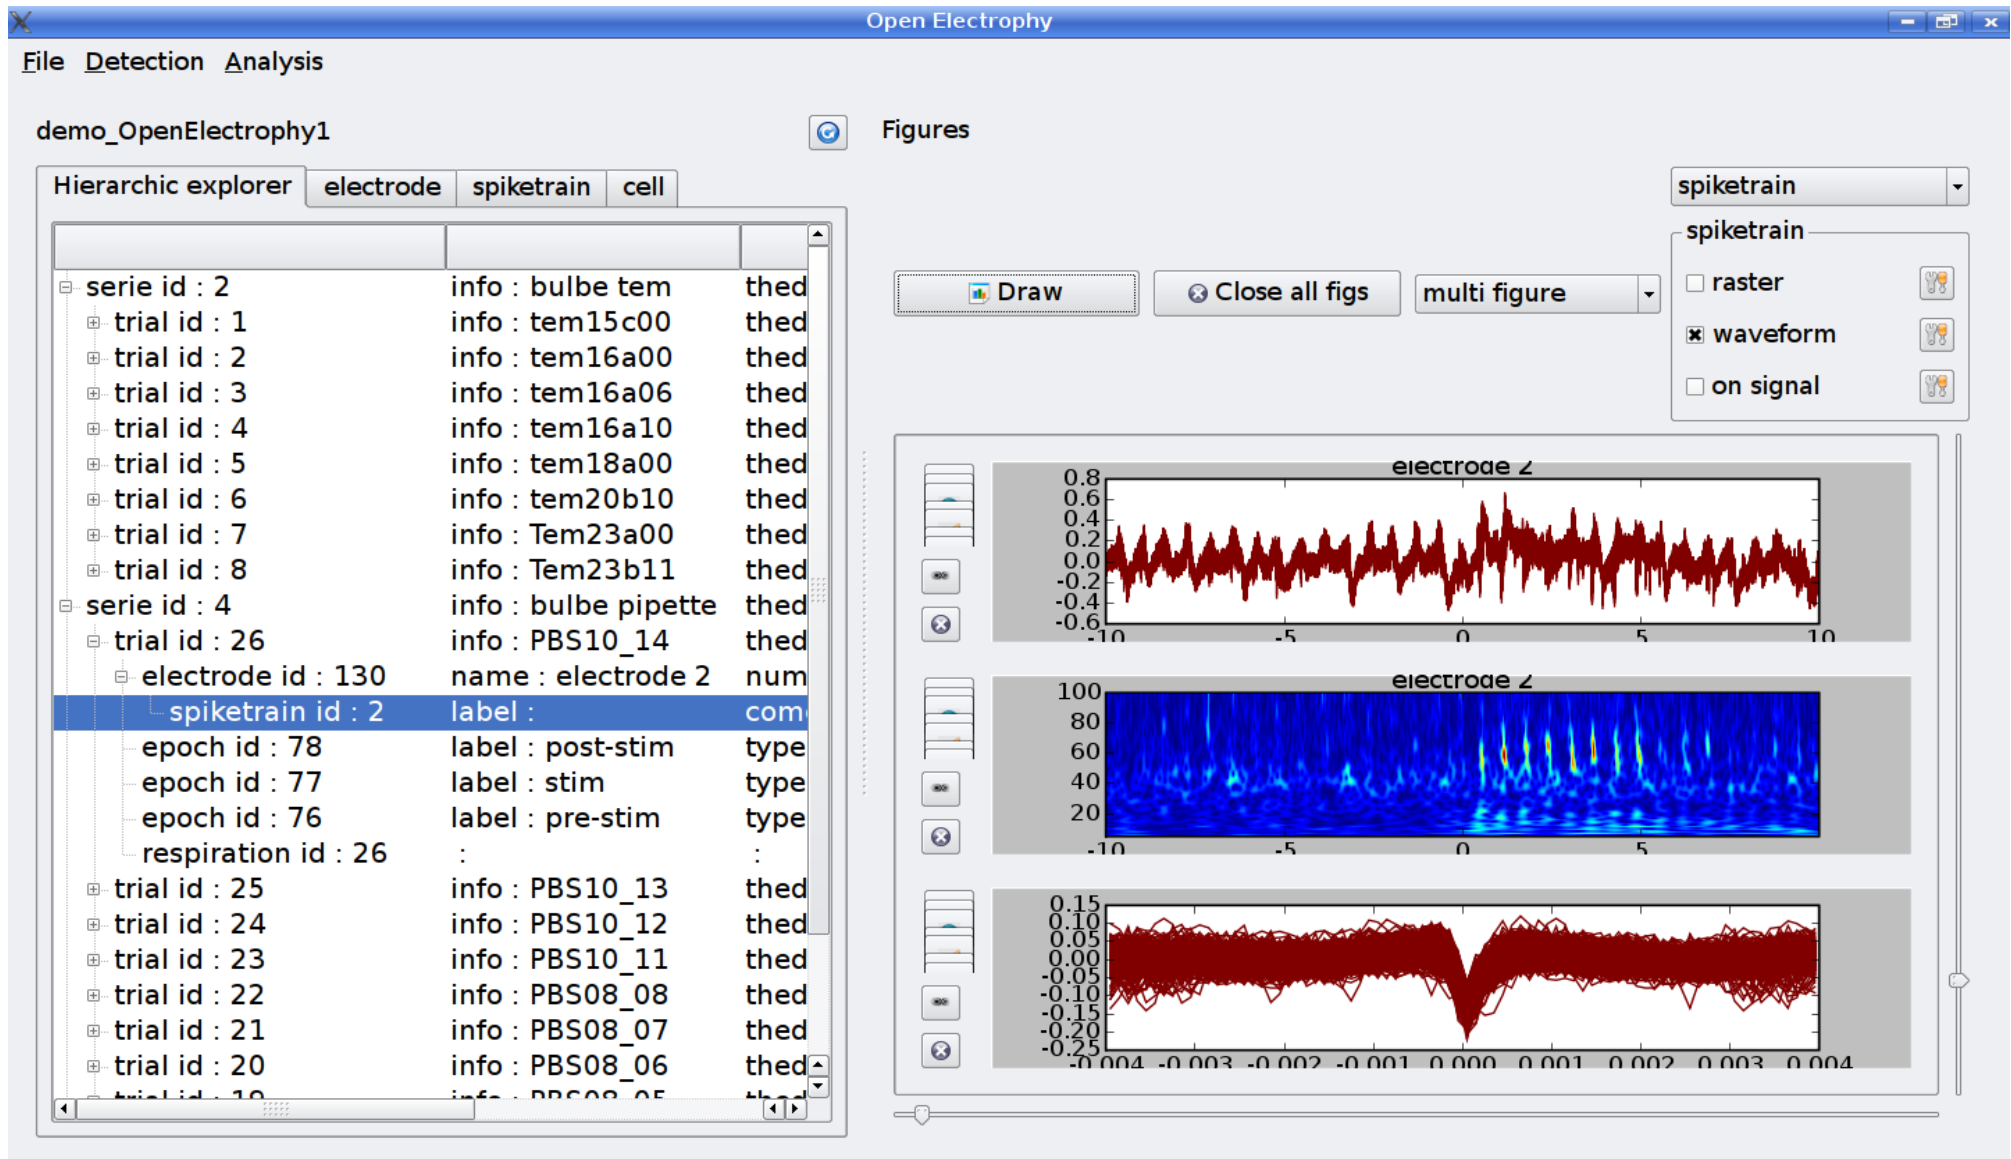 Open Electrophy
File Detection Analysis
demo_OpenElectrophy1
Figures
Hierarchic explorer electrode spiketrain cell
serie id : 2 info : bulbe tem thed
trial id : 1 info : tem15c00 thed
trial id : 2 info : tem16a00 thed
trial id : 3 info : tem16a06 thed
trial id : 4 info : tem16a10 thed
trial id : 5 info : tem18a00 thed
trial id : 6 info : tem20b10 thed
trial id : 7 info : Tem23a00 thed
trial id : 8 info : Tem23b11 thed
serie id : 4 info : bulbe pipette thed
trial id : 26 info : PBS10_14 thed
electrode id : 130 name : electrode 2 num
spiketrain id : 2 label : com
epoch id : 78 label : post-stim type
epoch id : 77 label : stim type
epoch id : 76 label : pre-stim type
respiration id : 26 : :
trial id : 25 info : PBS10_13 thed
trial id : 24 info : PBS10_12 thed
trial id : 23 info : PBS10_11 thed
trial id : 22 info : PBS08_08 thed
trial id : 21 info : PBS08_07 thed
trial id : 20 info : PBS08_06 thed
trial id : 19 info : PBS08_05 thed
spiketrain
spiketrain
raster
waveform
on signal
Draw Close all figs multi figure
electrode 2
0.8
0.6
0.4
0.2
0.0
-0.2
-0.4
-0.6
-10 -5 0 5 10
electrode 2
100
80
60
40
20
-10 -5 0 5
0.15
0.10
0.05
0.00
-0.05
-0.10
-0.15
-0.20
-0.25
-0.004 -0.003 -0.002 -0.001 0.000 0.001 0.002 0.003 0.004